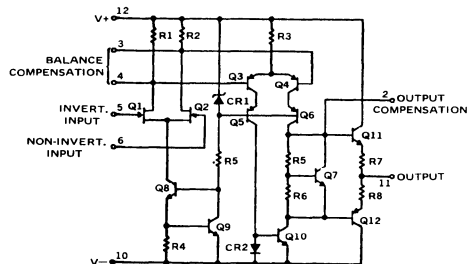 V+ 12
R1 R2 R3
BALANCE 3
COMPENSATION 4
Q3 Q4
CR1
2 OUTPUT
COMPENSATION
INVERT. 5 Q1 Q2
INPUT
Q5 Q6
Q11
NON-INVERT. 6
INPUT
R5 R5 Q7 R7
11 OUTPUT
Q8 R6 R8
Q9 Q12
R4 CR2 Q10
V- 10